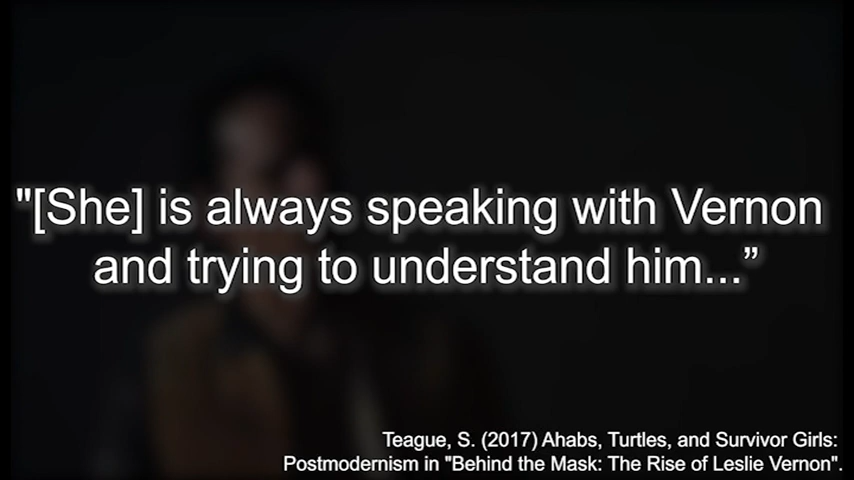 "[She] is always speaking with Vernon
and trying to understand him...”
Teague, S. (2017) Ahabs, Turtles, and Survivor Girls:
Postmodernism in "Behind the Mask: The Rise of Leslie Vernon".